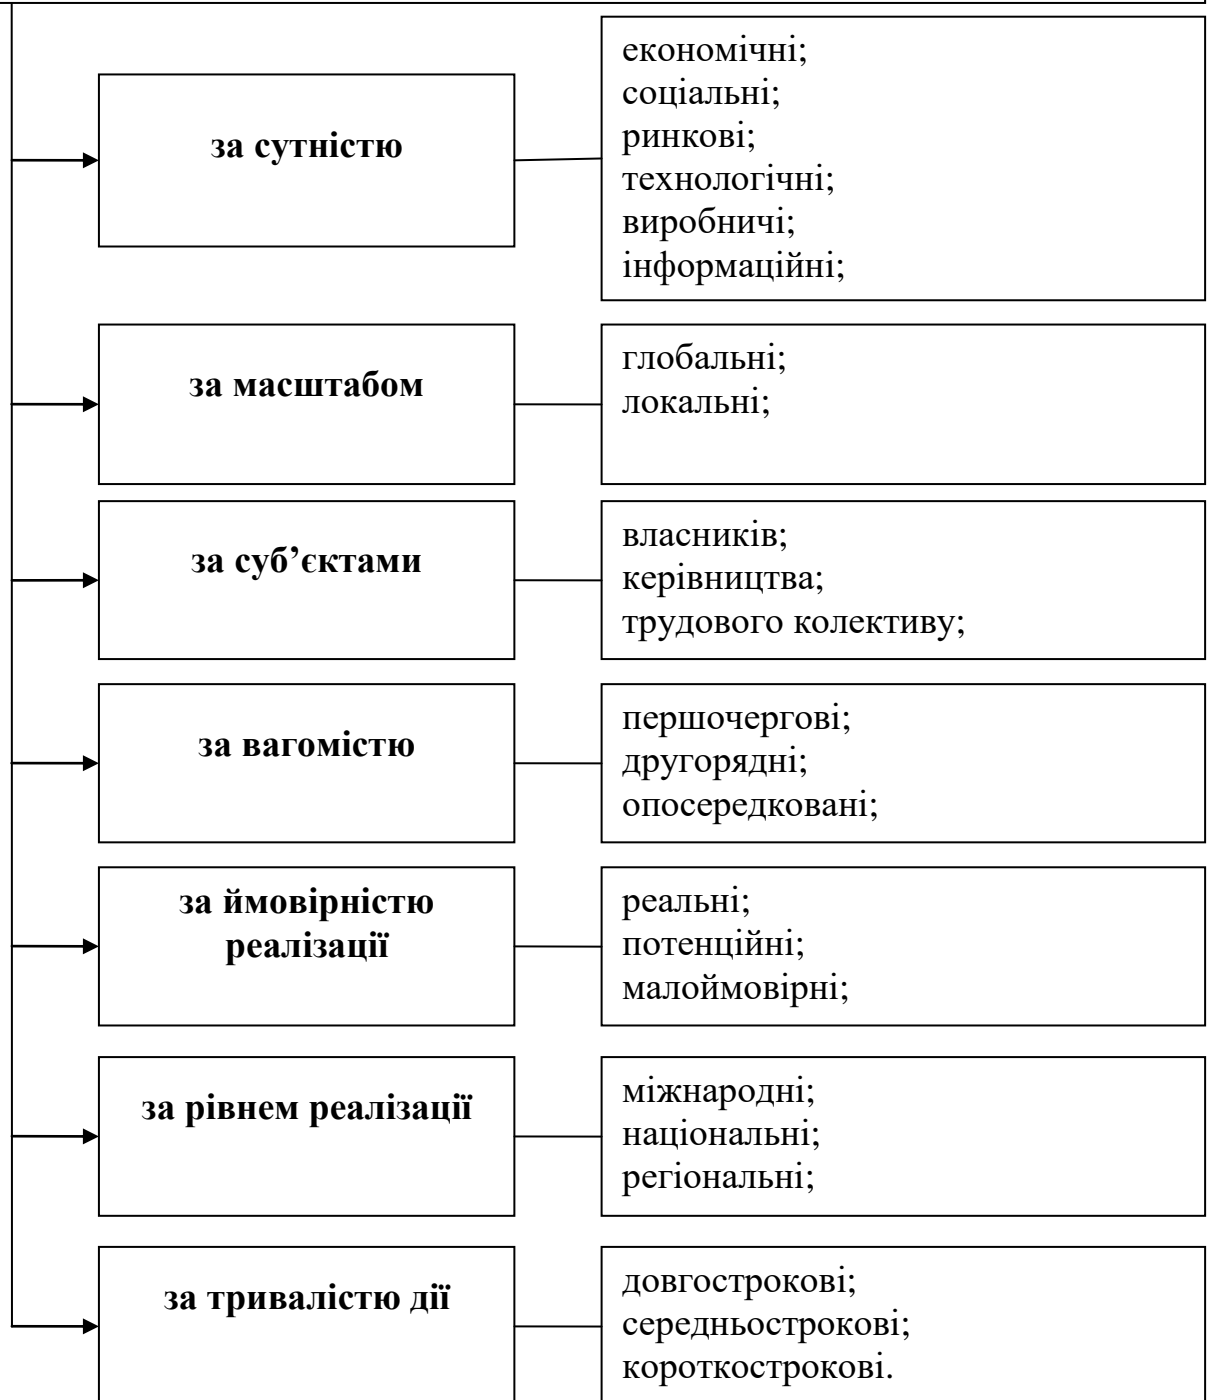 за сутністю
економічні;
соціальні;
ринкові;
технологічні;
виробничі;
інформаційні;
за масштабом
глобальні;
локальні;
за суб’єктами
власників;
керівництва;
трудового колективу;
за вагомістю
першочергові;
другорядні;
опосередковані;
за ймовірністю
реалізації
реальні;
потенційні;
малоймовірні;
за рівнем реалізації
міжнародні;
національні;
регіональні;
за тривалістю дії
довгострокові;
середньострокові;
короткострокові.